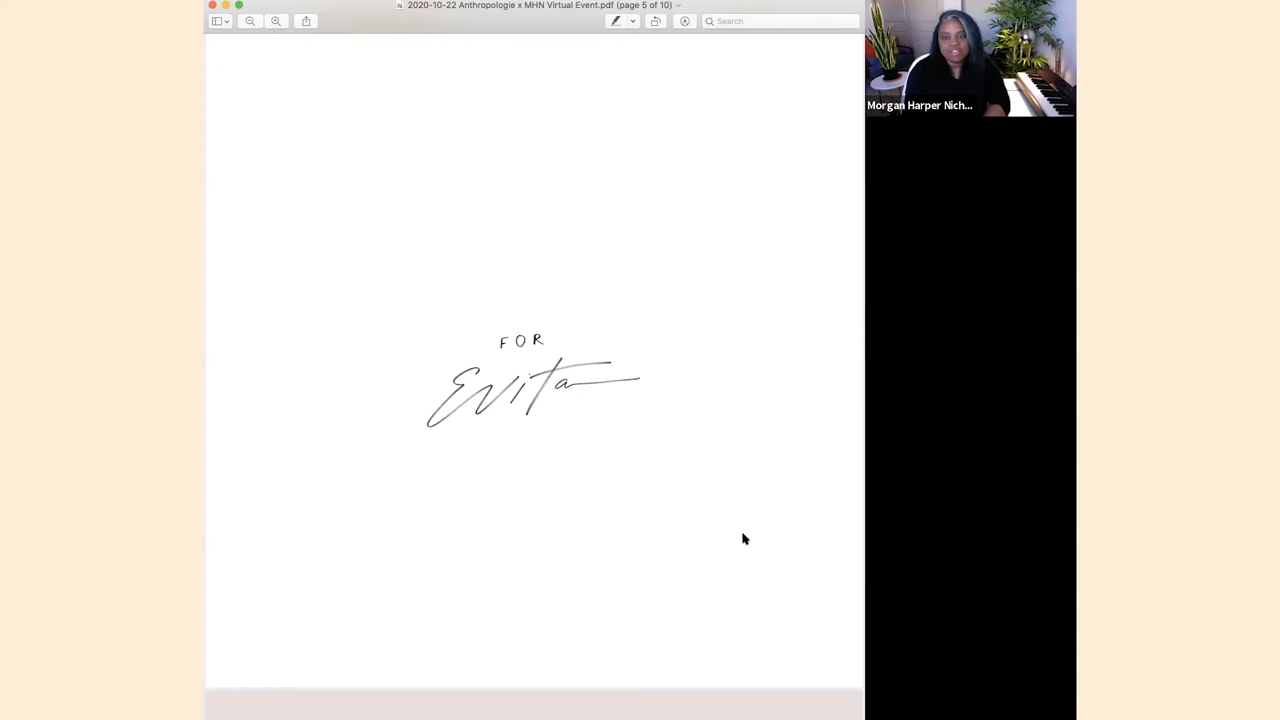 2020-10-22 Anthropologie x MHN Virtual Event.pdf (page 5 of 10)
Search
Morgan Harper Nich...
FOR
Evita